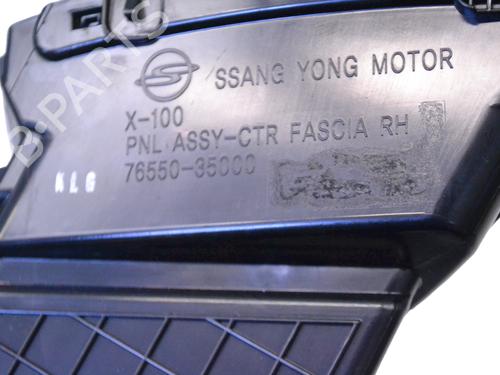 SSANG YONG MOTOR
X-100
PNL ASSY-CTR FASCIA RH
76550-35000
KLG
B-PARTS